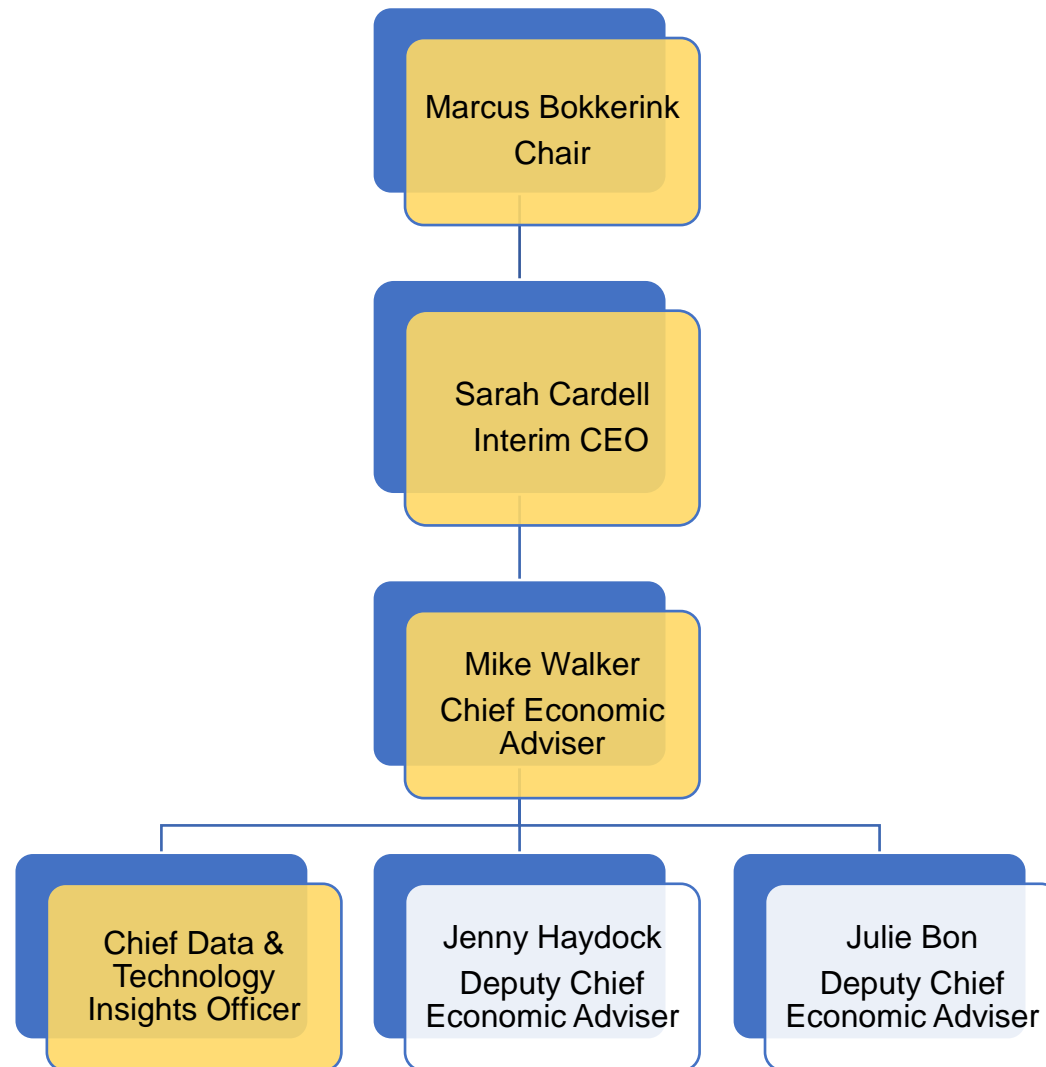 Marcus Bokkerink
Chair
Sarah Cardell
Interim CEO
Mike Walker
Chief Economic
Adviser
Chief Data &
Technology
Insights Officer
Jenny Haydock
Deputy Chief
Economic Adviser
Julie Bon
Deputy Chief
Economic Adviser